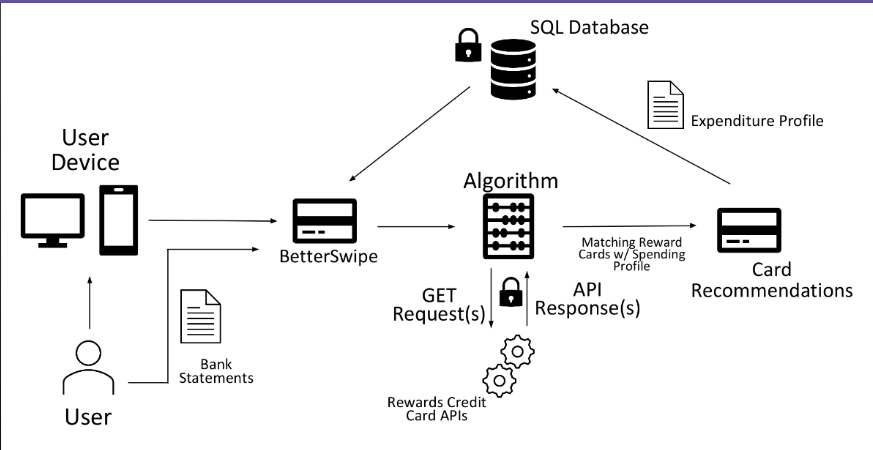 SQL Database
Expenditure Profile
User
Device
Algorithm
BetterSwipe
Matching Reward
Cards w/ Spending
Profile
Card
Recommendations
GET
Request(s)
API
Response(s)
Bank
Statements
Rewards Credit
Card APIs
User